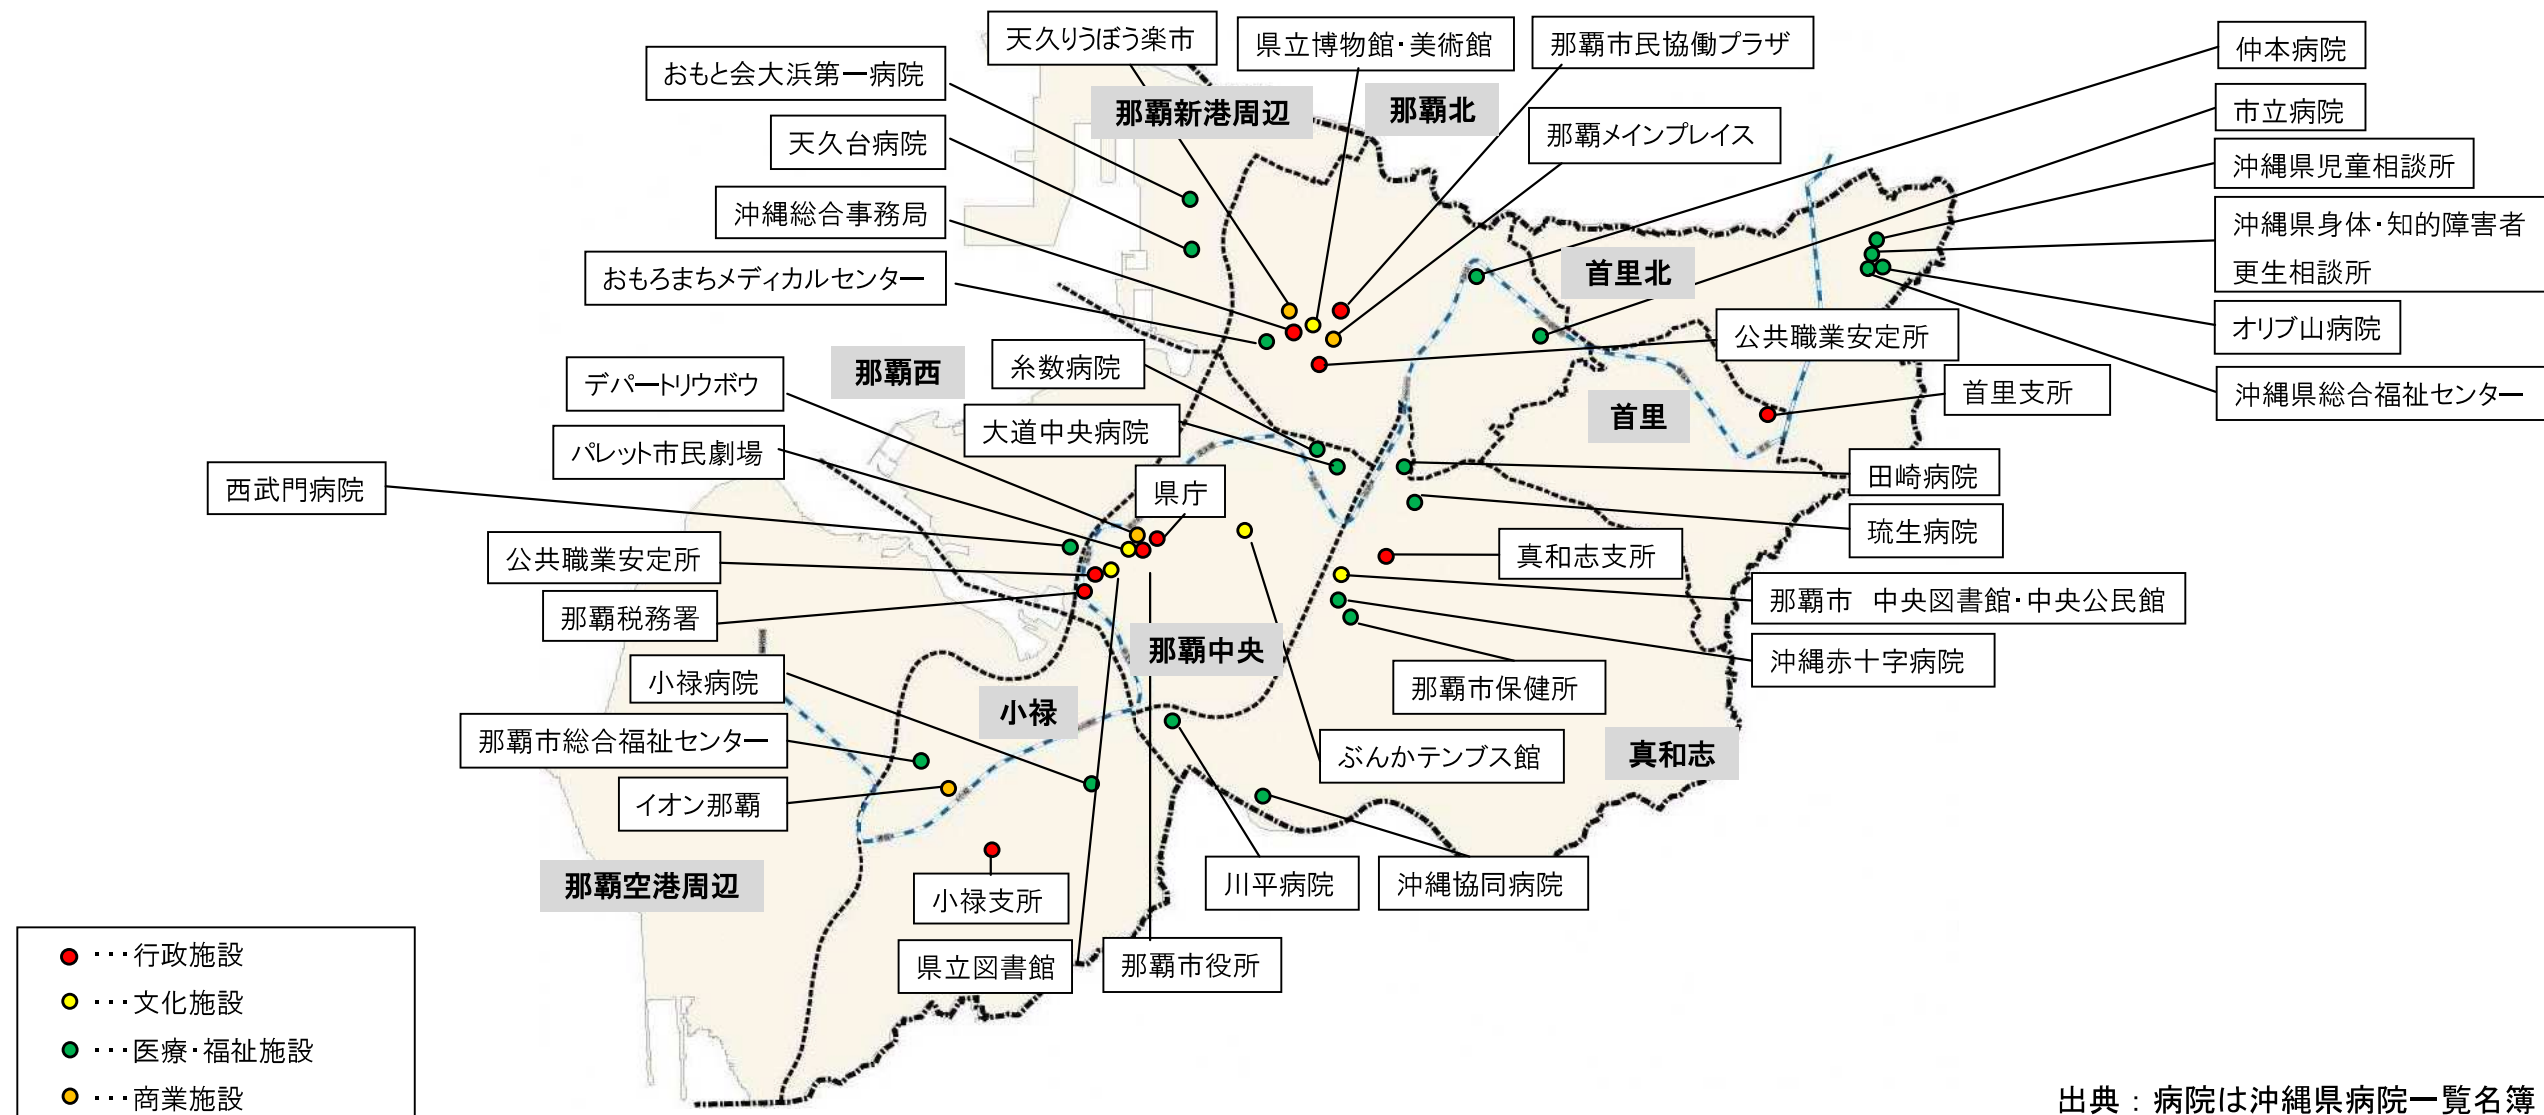 天久りうぼう楽市
県立博物館・美術館
那覇市民協働プラザ
仲本病院
おもと会大浜第一病院
那覇新港周辺
那覇北
市立病院
天久台病院
那覇メインプレイス
沖縄県児童相談所
沖縄総合事務局
沖縄県身体・知的障害者
更生相談所
おもろまちメディカルセンター
首里北
オリブ山病院
公共職業安定所
糸数病院
那覇西
デパートリウボウ
首里支所
沖縄県総合福祉センター
首里
大道中央病院
パレット市民劇場
田崎病院
西武門病院
県庁
琉生病院
公共職業安定所
真和志支所
那覇市 中央図書館・中央公民館
那覇税務署
那覇中央
沖縄赤十字病院
小禄病院
那覇市保健所
小禄
那覇市総合福祉センター
ぶんかテンブス館
真和志
イオン那覇
那覇空港周辺
川平病院
沖縄協同病院
小禄支所
県立図書館
那覇市役所
・・・行政施設
・・・文化施設
・・・医療・福祉施設
・・・商業施設
出典：病院は沖縄県病院一覧名簿